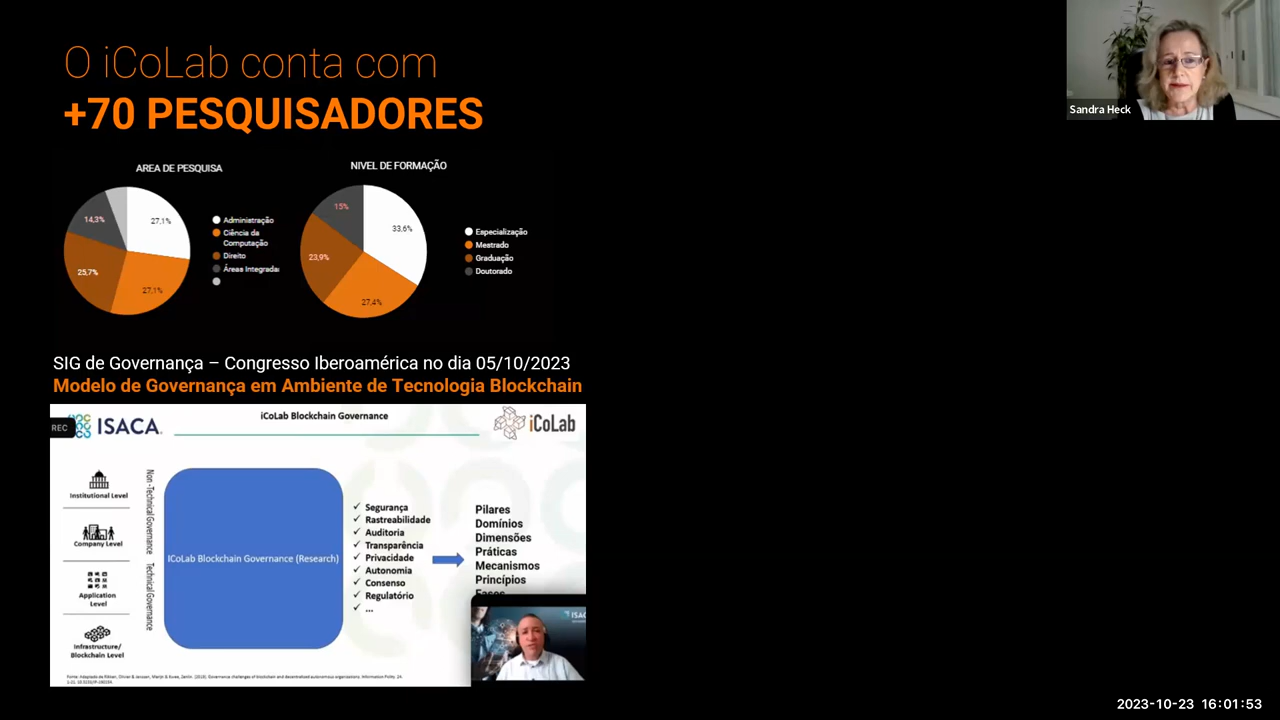 O iCoLab conta com
+70 PESQUISADORES
Sandra Heck
AREA DE PESQUISA
14,3%
27,1%
25,7%
27,1%
Administração
Ciência da
Computação
Direito
Áreas Integradas
NIVEL DE FORMAÇÃO
15%
33,6%
23,9%
27,4%
Especialização
Mestrado
Graduação
Doutorado
SIG de Governança – Congresso Iberoamérica no dia 05/10/2023
Modelo de Governança em Ambiente de Tecnologia Blockchain
REC
ISACA.
iCoLab Blockchain Governance
iCoLab
Institutional Level
Company Level
Application
Level
Infrastructure/
Blockchain Level
Non-Technical Governance
Technical Governance
ICoLab Blockchain Governance (Research)
✓ Segurança
✓ Rastreabilidade
✓ Auditoria
✓ Transparência
✓ Privacidade
✓ Autonomia
✓ Consenso
✓ Regulatório
✓ ...
Pilares
Domínios
Dimensões
Práticas
Mecanismos
Princípios
2023-10-23 16:01:53